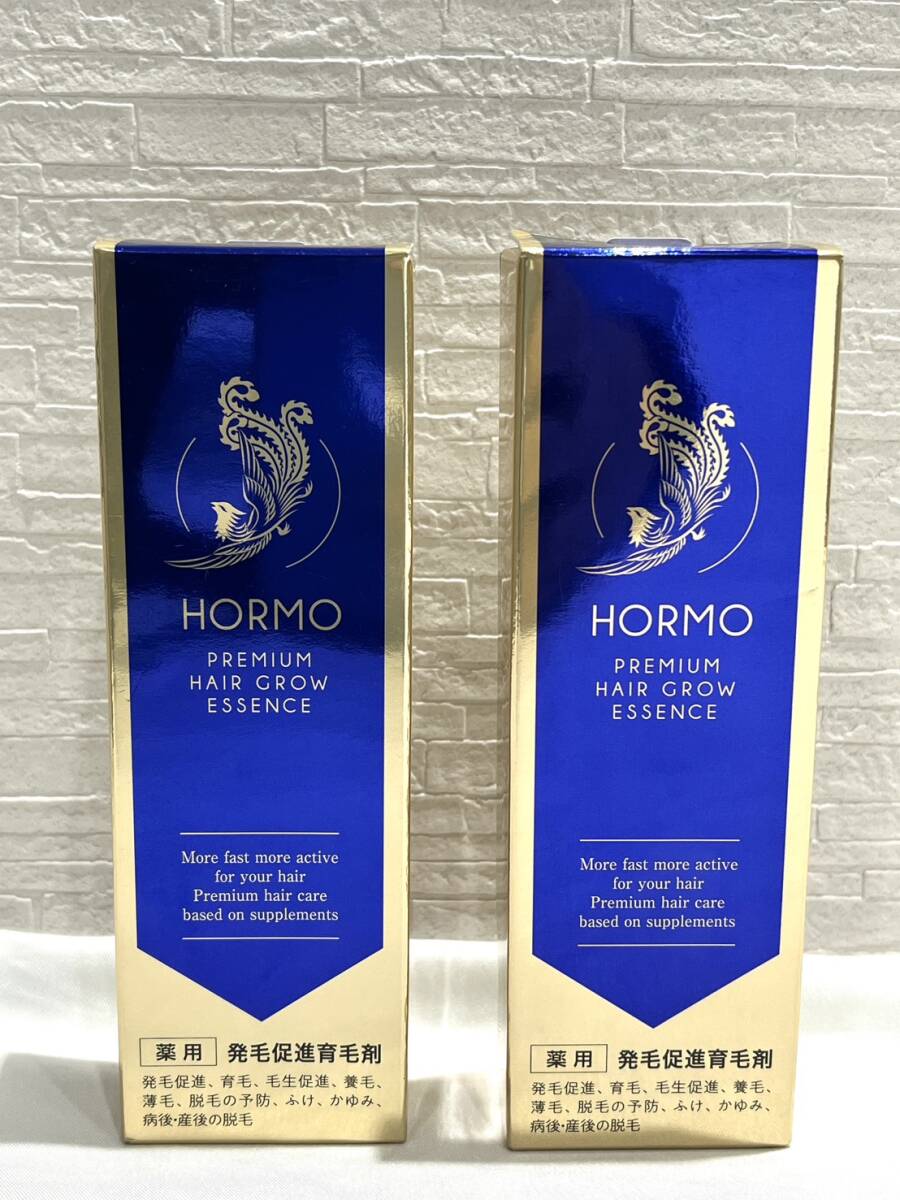 HORMO
PREMIUM
HAIR GROW
ESSENCE
More fast more active
for your hair
Premium hair care
based on supplements
薬用 発毛促進育毛剤
発毛促進、育毛、毛生促進、養毛、
薄毛、脱毛の予防、ふけ、かゆみ、
病後・産後の脱毛
HORMO
PREMIUM
HAIR GROW
ESSENCE
More fast more active
for your hair
Premium hair care
based on supplements
薬用 発毛促進育毛剤
発毛促進、育毛、毛生促進、養毛、
薄毛、脱毛の予防、ふけ、かゆみ、
病後・産後の脱毛